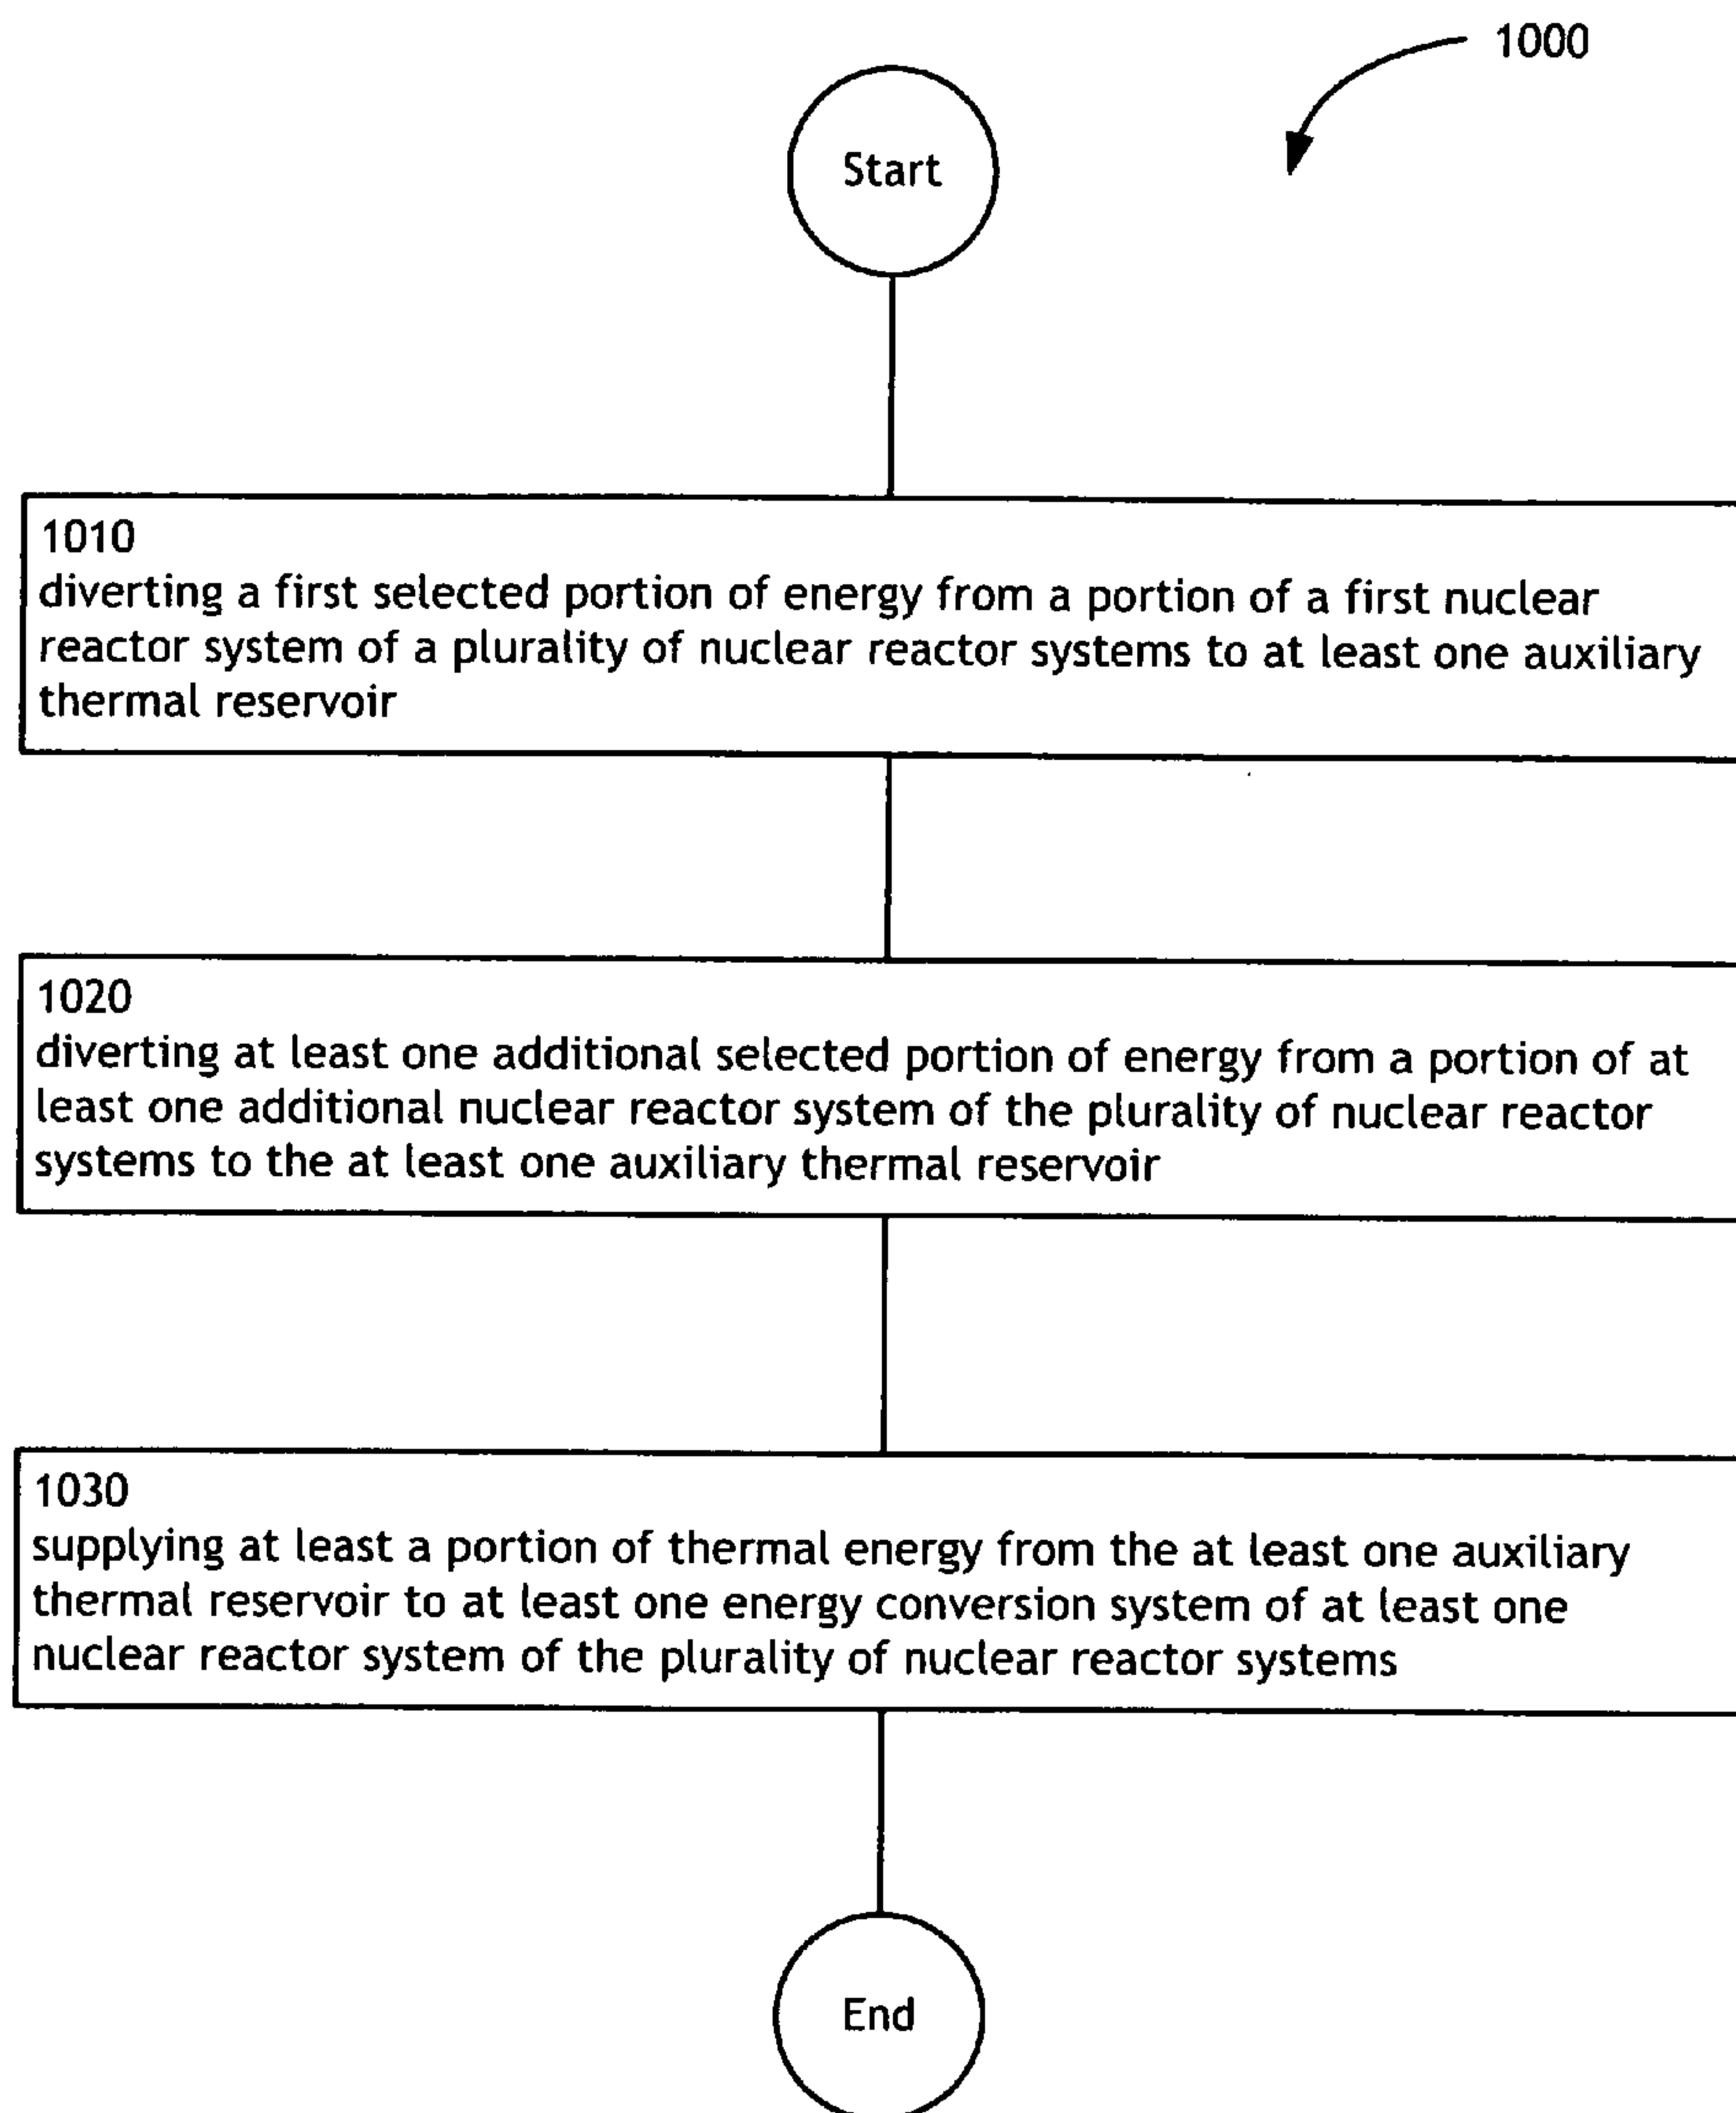 1000
Start
1010
diverting a first selected portion of energy from a portion of a first nuclear
reactor system of a plurality of nuclear reactor systems to at least one auxiliary
thermal reservoir
1020
diverting at least one additional selected portion of energy from a portion of at
least one additional nuclear reactor system of the plurality of nuclear reactor
systems to the at least one auxiliary thermal reservoir
1030
supplying at least a portion of thermal energy from the at least one auxiliary
thermal reservoir to at least one energy conversion system of at least one
nuclear reactor system of the plurality of nuclear reactor systems
End